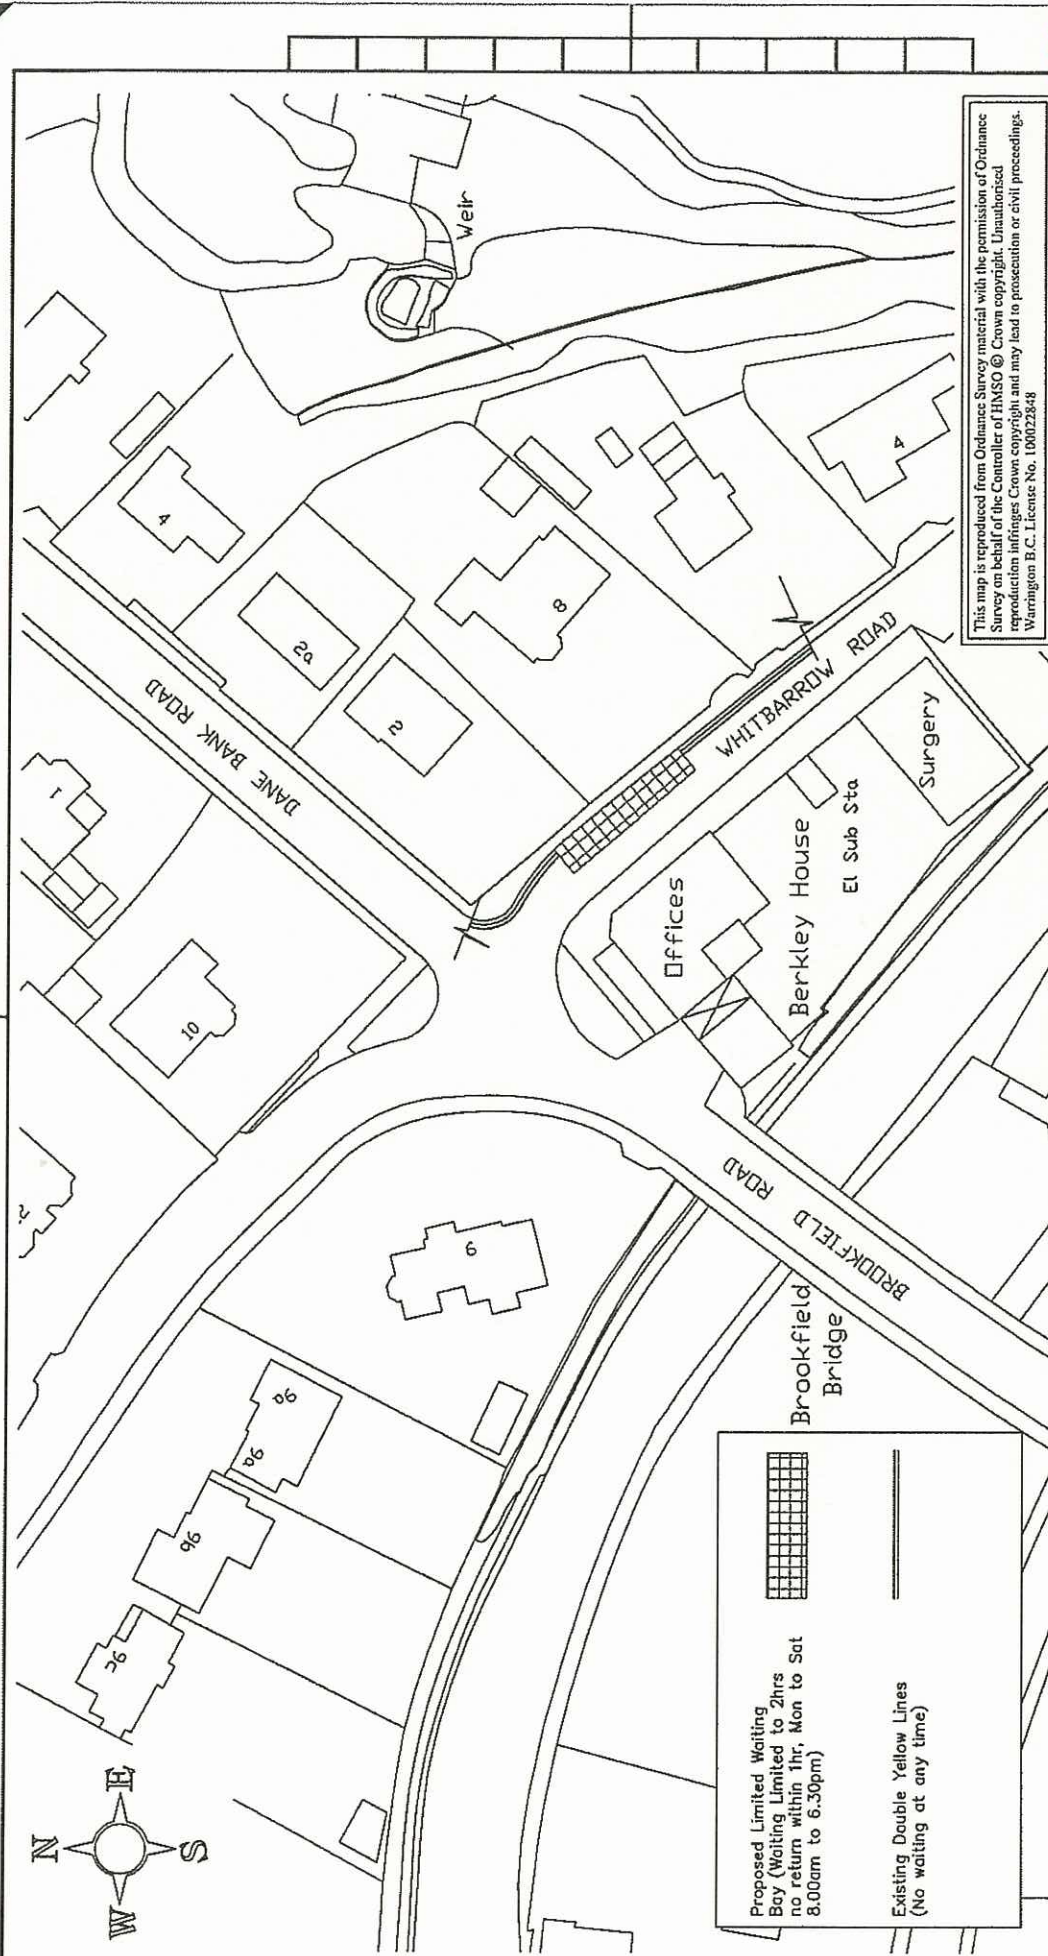 This map is reproduced from Ordnance Survey material with the permission of Ordnance
Survey on behalf of the Controller of HMSO © Crown copyright. Unauthorised
reproduction infringes Crown copyright and may lead to prosecution or civil proceedings.
Warrington B.C. License No. 100022848
Weir
4
4
2a
2
8
DANE BANK ROAD
WHITBARROW ROAD
1
Surgery
El Sub Sta
Berkley House
Offices
10
6
BROOKFIELD ROAD
Brookfield
Bridge
9a
9a
9b
9c
N
E
S
W
Proposed Limited Waiting
Bay (Waiting Limited to 2hrs
no return within 1hr, Mon to Sat
8.00am to 6.30pm)
Existing Double Yellow Lines
(No waiting at any time)